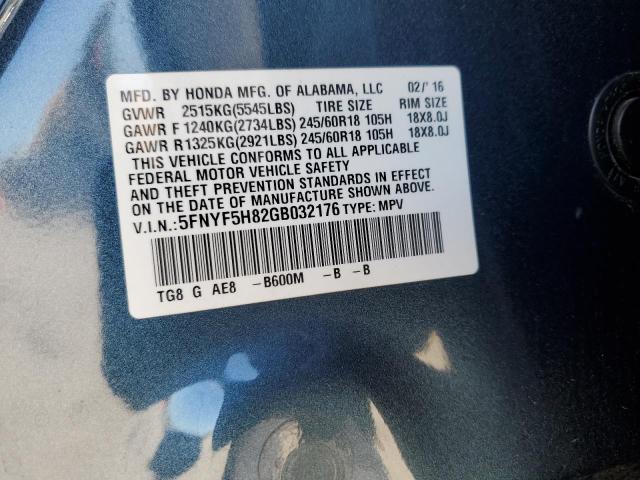 MFD. BY HONDA MFG. OF ALABAMA, LLC 02/'16
GVWR 2515KG(5545LBS) TIRE SIZE RIM SIZE
GAWR F 1240KG(2734LBS) 245/60R18 105H 18X8.0J
GAWR R1325KG(2921LBS) 245/60R18 105H 18X8.0J
THIS VEHICLE CONFORMS TO ALL APPLICABLE
FEDERAL MOTOR VEHICLE SAFETY
AND THEFT PREVENTION STANDARDS IN EFFECT
ON THE DATE OF MANUFACTURE SHOWN ABOVE.
V.I.N.:5FNYF5H82GB032176 TYPE: MPV
TG8 G AE8 -B600M -B -B